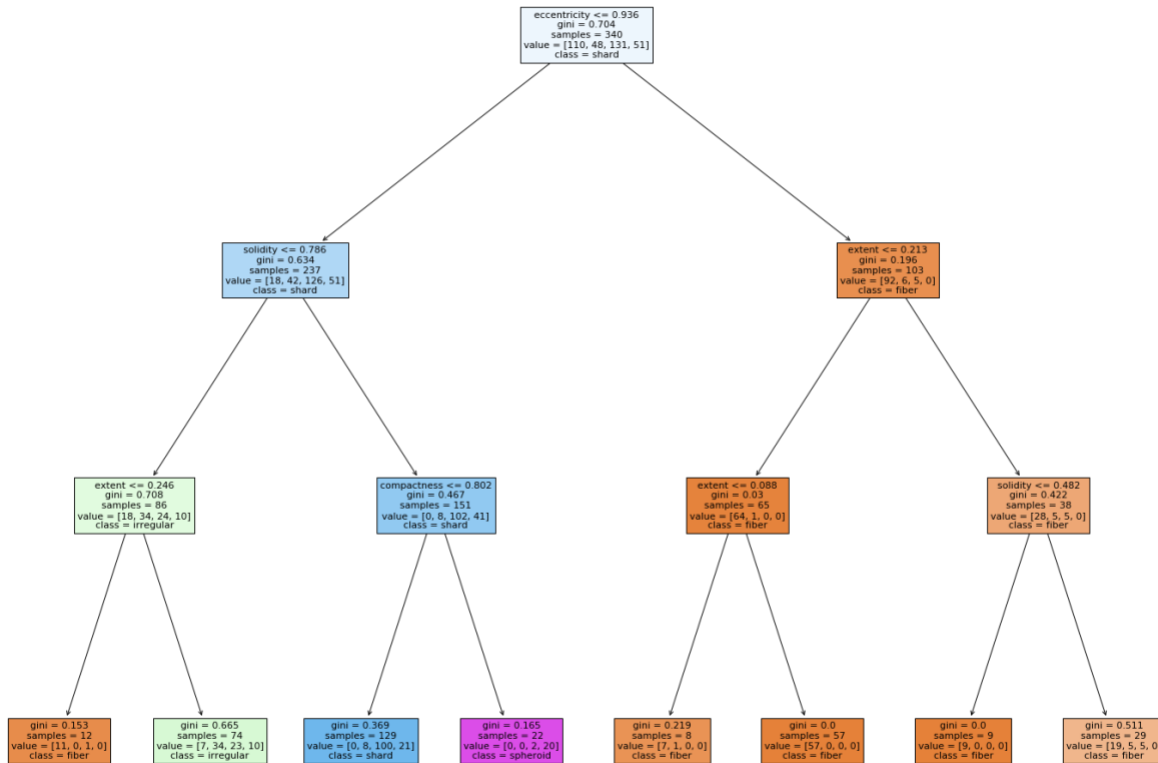 eccentricity <= 0.936
gini = 0.704
samples = 340
value = [110, 48, 131, 51]
class = shard
solidity <= 0.786
gini = 0.634
samples = 237
value = [18, 42, 126, 51]
class = shard
extent <= 0.213
gini = 0.196
samples = 103
value = [92, 6, 5, 0]
class = fiber
extent <= 0.246
gini = 0.708
samples = 86
value = [18, 34, 24, 10]
class = irregular
compactness <= 0.802
gini = 0.467
samples = 151
value = [0, 8, 102, 41]
class = shard
extent <= 0.088
gini = 0.03
samples = 65
value = [64, 1, 0, 0]
class = fiber
solidity <= 0.482
gini = 0.422
samples = 38
value = [28, 5, 5, 0]
class = fiber
gini = 0.153
samples = 12
value = [11, 0, 1, 0]
class = fiber
gini = 0.665
samples = 74
value = [7, 34, 23, 10]
class = irregular
gini = 0.369
samples = 129
value = [0, 8, 100, 21]
class = shard
gini = 0.165
samples = 22
value = [0, 0, 2, 20]
class = spheroid
gini = 0.219
samples = 8
value = [7, 1, 0, 0]
class = fiber
gini = 0.0
samples = 57
value = [57, 0, 0, 0]
class = fiber
gini = 0.0
samples = 9
value = [9, 0, 0, 0]
class = fiber
gini = 0.511
samples = 29
value = [19, 5, 5, 0
class = fiber